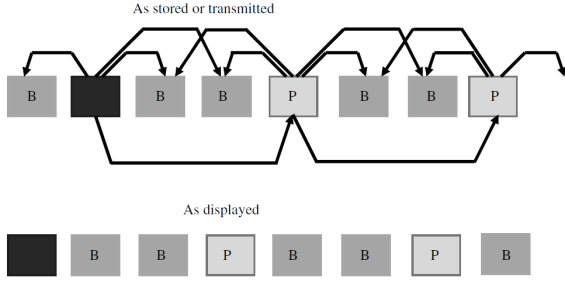 As stored or transmitted
B B B P B B P
As displayed
B B P B B P B